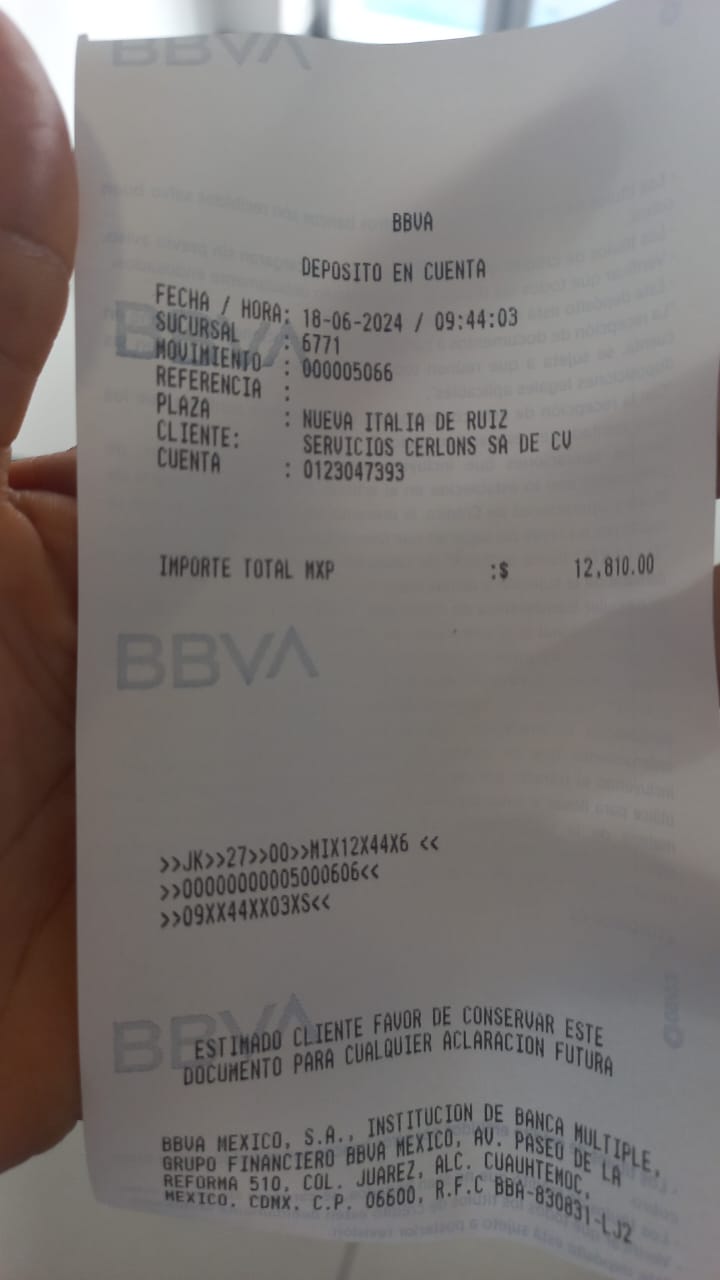 BBVA
BBVA
DEPOSITO EN CUENTA
FECHA / HORA: 18-06-2024 / 09:44:03
SUCURSAL : 6771
MOVIMIENTO : 000005066
REFERENCIA :
PLAZA : NUEVA ITALIA DE RUIZ
CLIENTE: SERVICIOS CERLONS SA DE CV
CUENTA : 0123047393
BBVA
IMPORTE TOTAL MXP :$ 12,810.00
BBVA
>>JK>>27>>00>>MIX12X44X6 <<
>>00000000005000606<<
>>09XX44XX03XS<<
BBVA
ESTIMADO CLIENTE FAVOR DE CONSERVAR ESTE
DOCUMENTO PARA CUALQUIER ACLARACION FUTURA
BBVA MEXICO, S.A., INSTITUCION DE BANCA MULTIPLE,
GRUPO FINANCIERO BBVA MEXICO, AV. PASEO DE LA
REFORMA 510, COL. JUAREZ, ALC. CUAUHTEMOC,
MEXICO. CDMX. C.P. 06600, R.F.C BBA-830831-LJ2